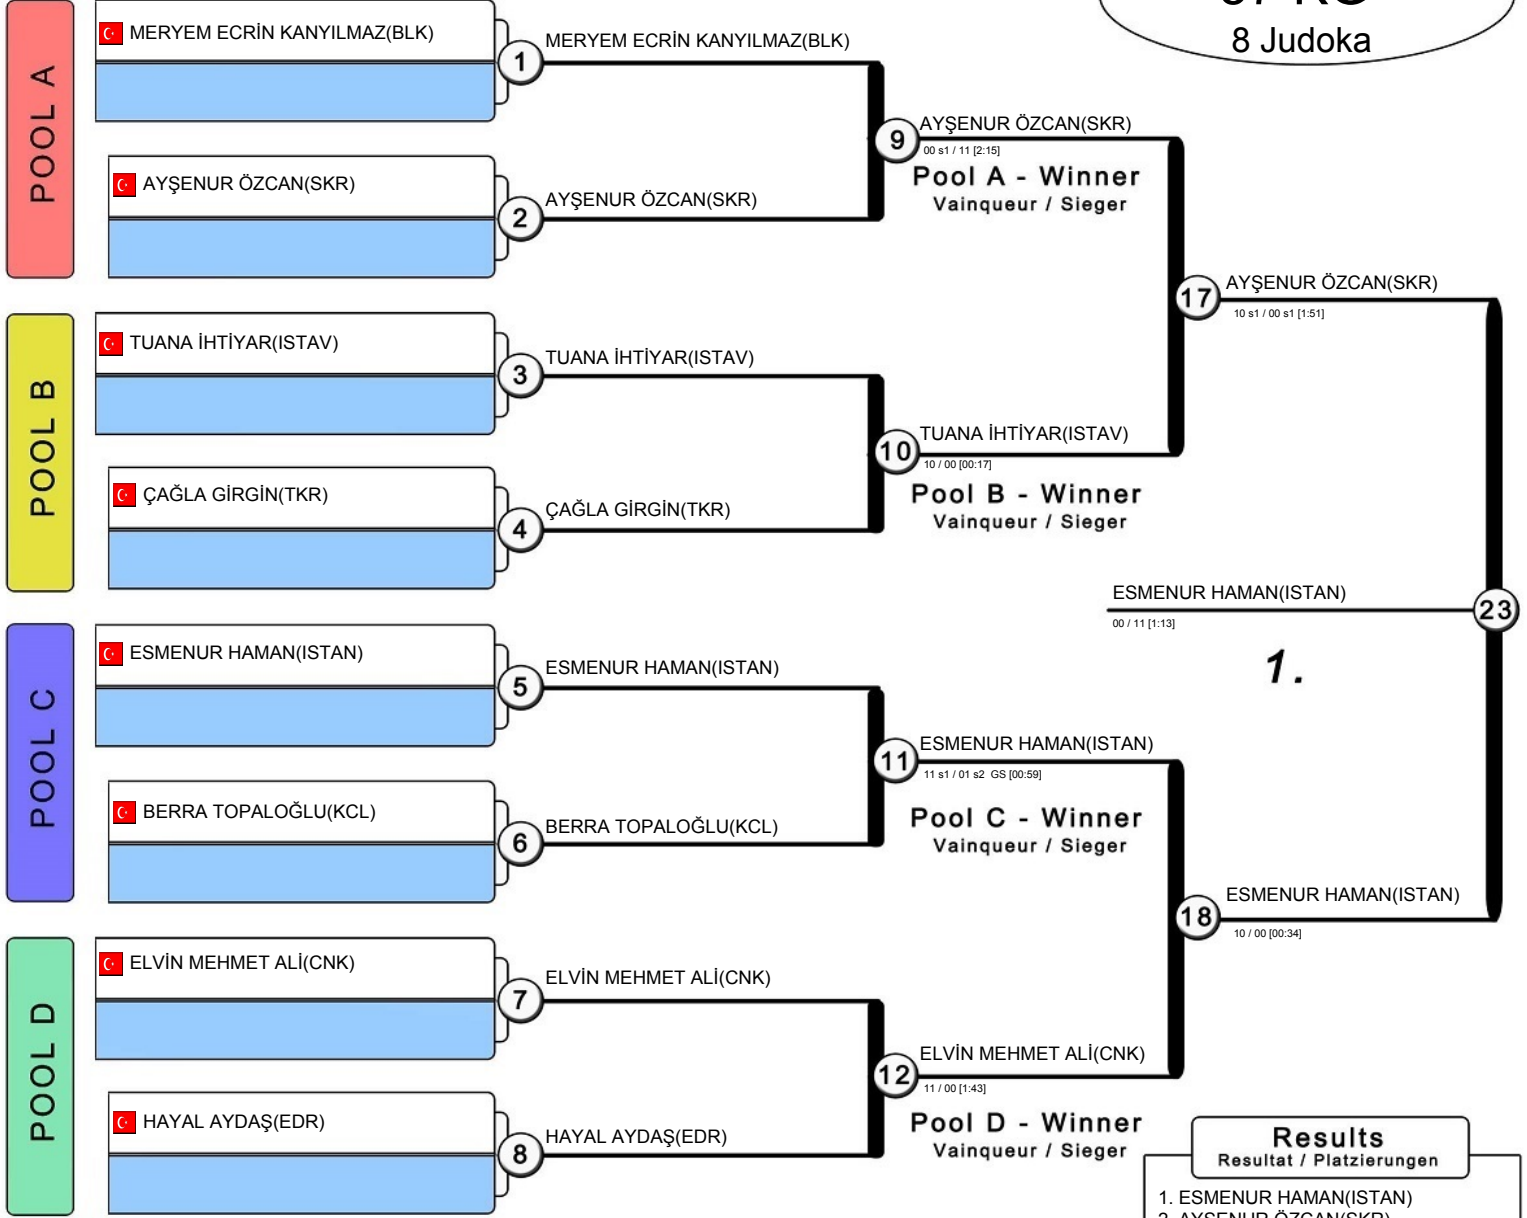 8 Judoka
POOL A
MERYEM ECRİN KANYILMAZ(BLK)
1
MERYEM ECRİN KANYILMAZ(BLK)
AYŞENUR ÖZCAN(SKR)
2
AYŞENUR ÖZCAN(SKR)
9
AYŞENUR ÖZCAN(SKR)
00 s1 / 11 [2:15]
Pool A - Winner
Vainqueur / Sieger
POOL B
TUANA İHTİYAR(ISTAV)
3
TUANA İHTİYAR(ISTAV)
ÇAĞLA GİRGİN(TKR)
4
ÇAĞLA GİRGİN(TKR)
10
TUANA İHTİYAR(ISTAV)
10 / 00 [00:17]
Pool B - Winner
Vainqueur / Sieger
17
AYŞENUR ÖZCAN(SKR)
10 s1 / 00 s1 [1:51]
POOL C
ESMENUR HAMAN(ISTAN)
5
ESMENUR HAMAN(ISTAN)
BERRA TOPALOĞLU(KCL)
6
BERRA TOPALOĞLU(KCL)
11
ESMENUR HAMAN(ISTAN)
11 s1 / 01 s2 GS [00:59]
Pool C - Winner
Vainqueur / Sieger
POOL D
ELVİN MEHMET ALİ(CNK)
7
ELVİN MEHMET ALİ(CNK)
HAYAL AYDAŞ(EDR)
8
HAYAL AYDAŞ(EDR)
12
ELVİN MEHMET ALİ(CNK)
11 / 00 [1:43]
Pool D - Winner
Vainqueur / Sieger
18
ESMENUR HAMAN(ISTAN)
10 / 00 [00:34]
ESMENUR HAMAN(ISTAN)
23
00 / 11 [1:13]
1.
Results
Resultat / Platzierungen
1. ESMENUR HAMAN(ISTAN)
2. AYŞENUR ÖZCAN(SKR)